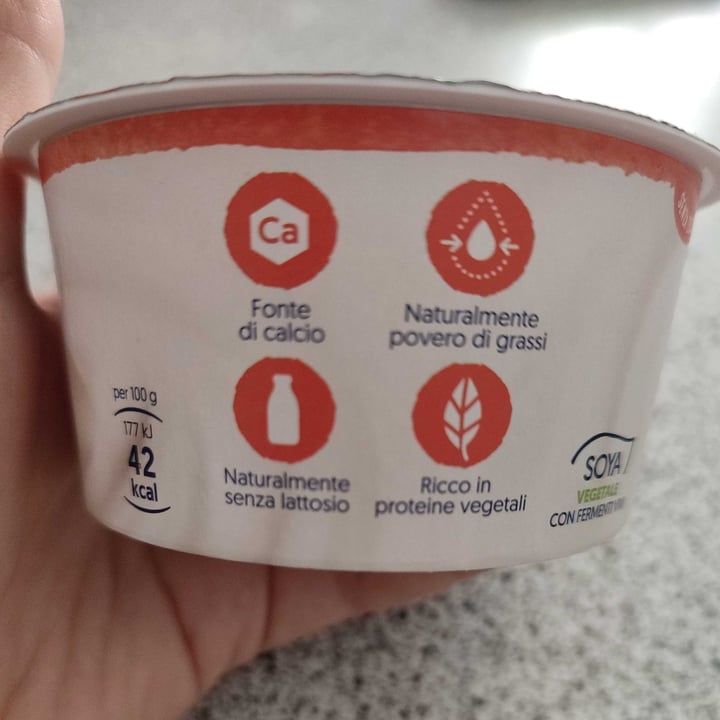 Ca
Fonte
di calcio
Naturalmente
povero di grassi
Naturalmente
senza lattosio
Ricco in
proteine vegetali
per 100 g
177 kJ
42
kcal
SOYA
VEGETALE
CON FERMENTI